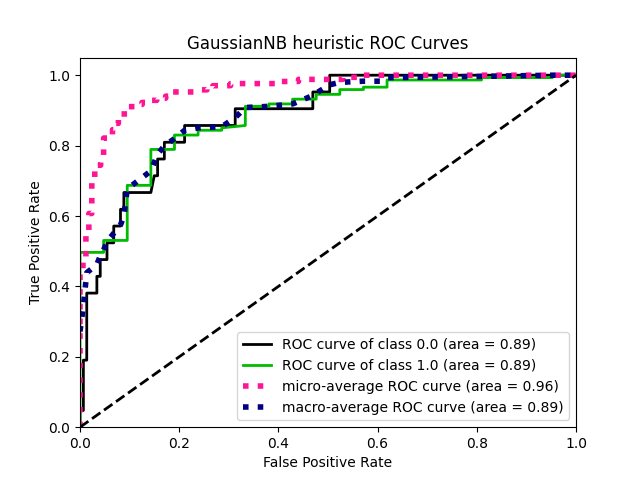 GaussianNB heuristic ROC Curves
True Positive Rate
1.0
0.8
0.6
0.4
0.2
0.0
ROC curve of class 0.0 (area = 0.89)
ROC curve of class 1.0 (area = 0.89)
micro-average ROC curve (area = 0.96)
macro-average ROC curve (area = 0.89)
0.0 0.2 0.4 0.6 0.8 1.0
False Positive Rate